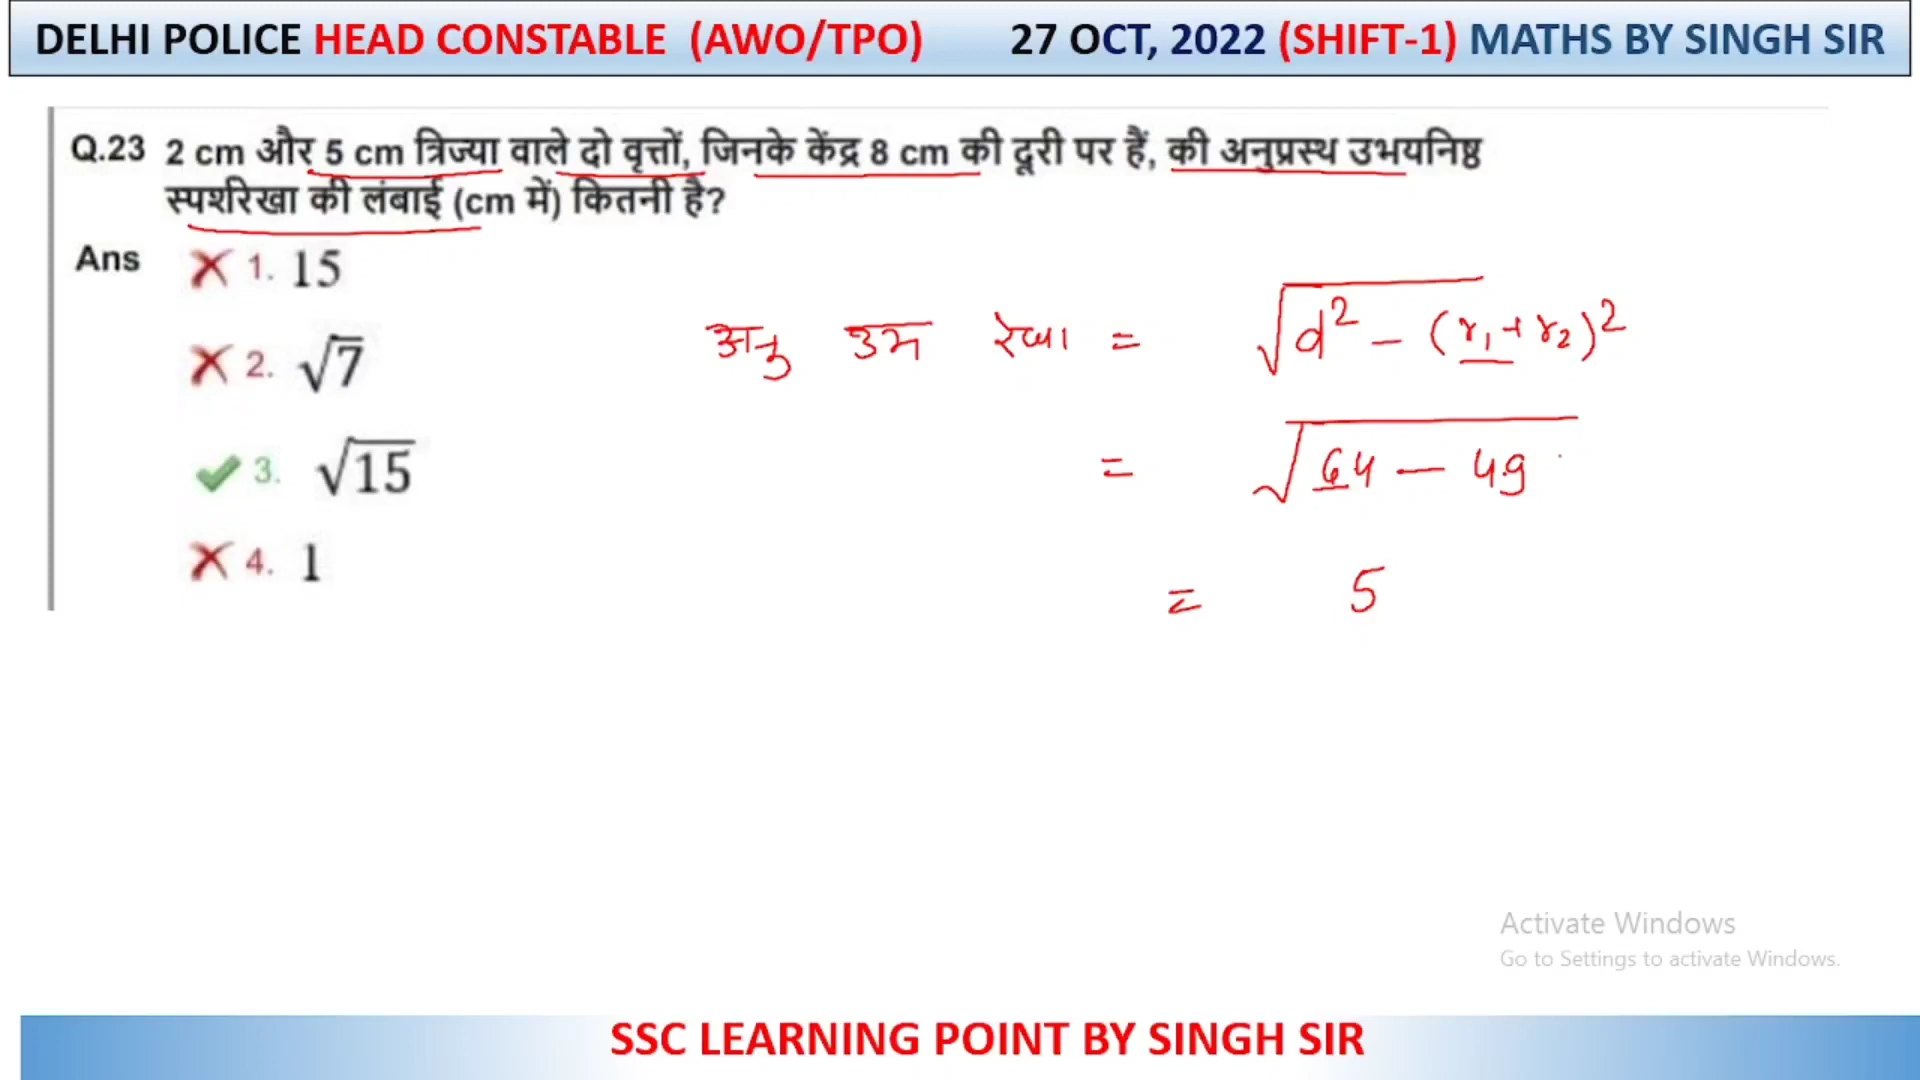 DELHI POLICE HEAD CONSTABLE (AWO/TPO) 27 OCT, 2022 (SHIFT-1) MATHS BY SINGH SIR
Q.23 2 cm और 5 cm त्रिज्या वाले दो वृत्तों, जिनके केंद्र 8 cm की दूरी पर हैं, की अनुप्रस्थ उभयनिष्ठ
स्पर्शरेखा की लंबाई (cm में) कितनी है?
Ans
1. 15
2. √7
3. √15
4. 1
अनु उभ रेखा = √d² - (r₁+r₂)²
= √64 - 49
= 5
Activate Windows
Go to Settings to activate Windows.
SSC LEARNING POINT BY SINGH SIR